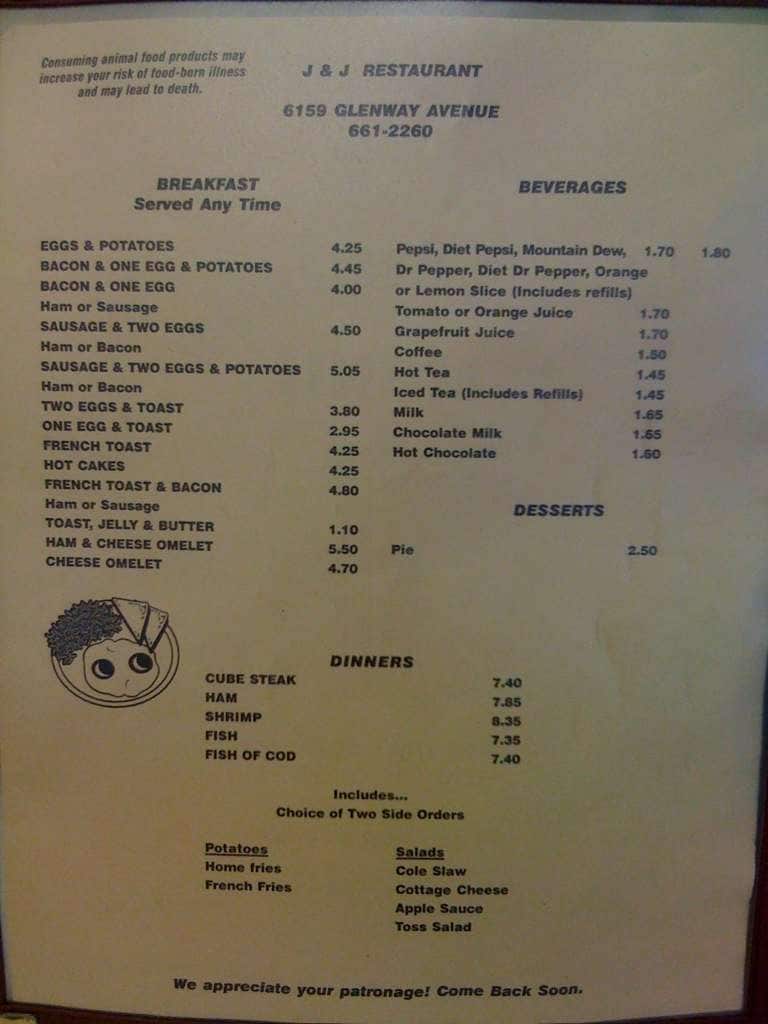 Consuming animal food products may
increase your risk of food-born illness
and may lead to death.
J & J RESTAURANT
6159 GLENWAY AVENUE
661-2260
BREAKFAST
Served Any Time
EGGS & POTATOES 4.25
BACON & ONE EGG & POTATOES 4.45
BACON & ONE EGG 4.00
Ham or Sausage
SAUSAGE & TWO EGGS 4.50
Ham or Bacon
SAUSAGE & TWO EGGS & POTATOES 5.05
Ham or Bacon
TWO EGGS & TOAST 3.80
ONE EGG & TOAST 2.95
FRENCH TOAST 4.25
HOT CAKES 4.25
FRENCH TOAST & BACON 4.80
Ham or Sausage
TOAST, JELLY & BUTTER 1.10
HAM & CHEESE OMELET 5.50
CHEESE OMELET 4.70
BEVERAGES
Pepsi, Diet Pepsi, Mountain Dew, 1.70 1.80
Dr Pepper, Diet Dr Pepper, Orange
or Lemon Slice (Includes refills)
Tomato or Orange Juice 1.70
Grapefruit Juice 1.70
Coffee
Hot Tea 1.45
Iced Tea (Includes Refills) 1.45
Milk
Chocolate Milk
Hot Chocolate
DESSERTS
Pie 2.50
DINNERS
CUBE STEAK 7.40
HAM 7.85
SHRIMP 8.35
FISH 7.35
FISH OF COD 7.40
Includes...
Choice of Two Side Orders
Potatoes
Home fries
French Fries
Salads
Cole Slaw
Cottage Cheese
Apple Sauce
Toss Salad
We appreciate your patronage! Come Back Soon.